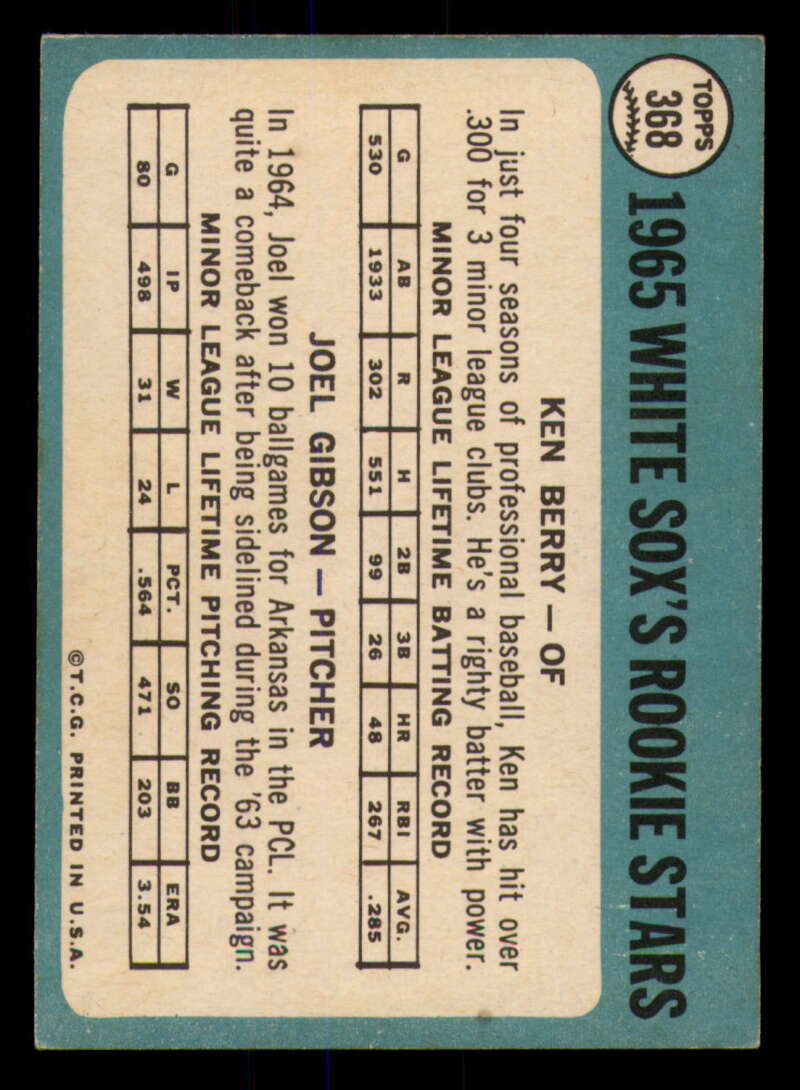 TOPPS
368
1965 WHITE SOX'S ROOKIE STARS
KEN BERRY — OF
In just four seasons of professional baseball, Ken has hit over
.300 for 3 minor league clubs. He's a righty batter with power.
MINOR LEAGUE LIFETIME BATTING RECORD
G AB R H 2B 3B HR RBI AVG.
530 1933 302 551 99 26 48 267 .285
JOEL GIBSON — PITCHER
In 1964, Joel won 10 ballgames for Arkansas in the PCL. It was
quite a comeback after being sidelined during the '63 campaign.
MINOR LEAGUE LIFETIME PITCHING RECORD
G IP W L PCT. SO BB ERA
80 498 31 24 .564 471 203 3.54
©T.C.G. PRINTED IN U.S.A.